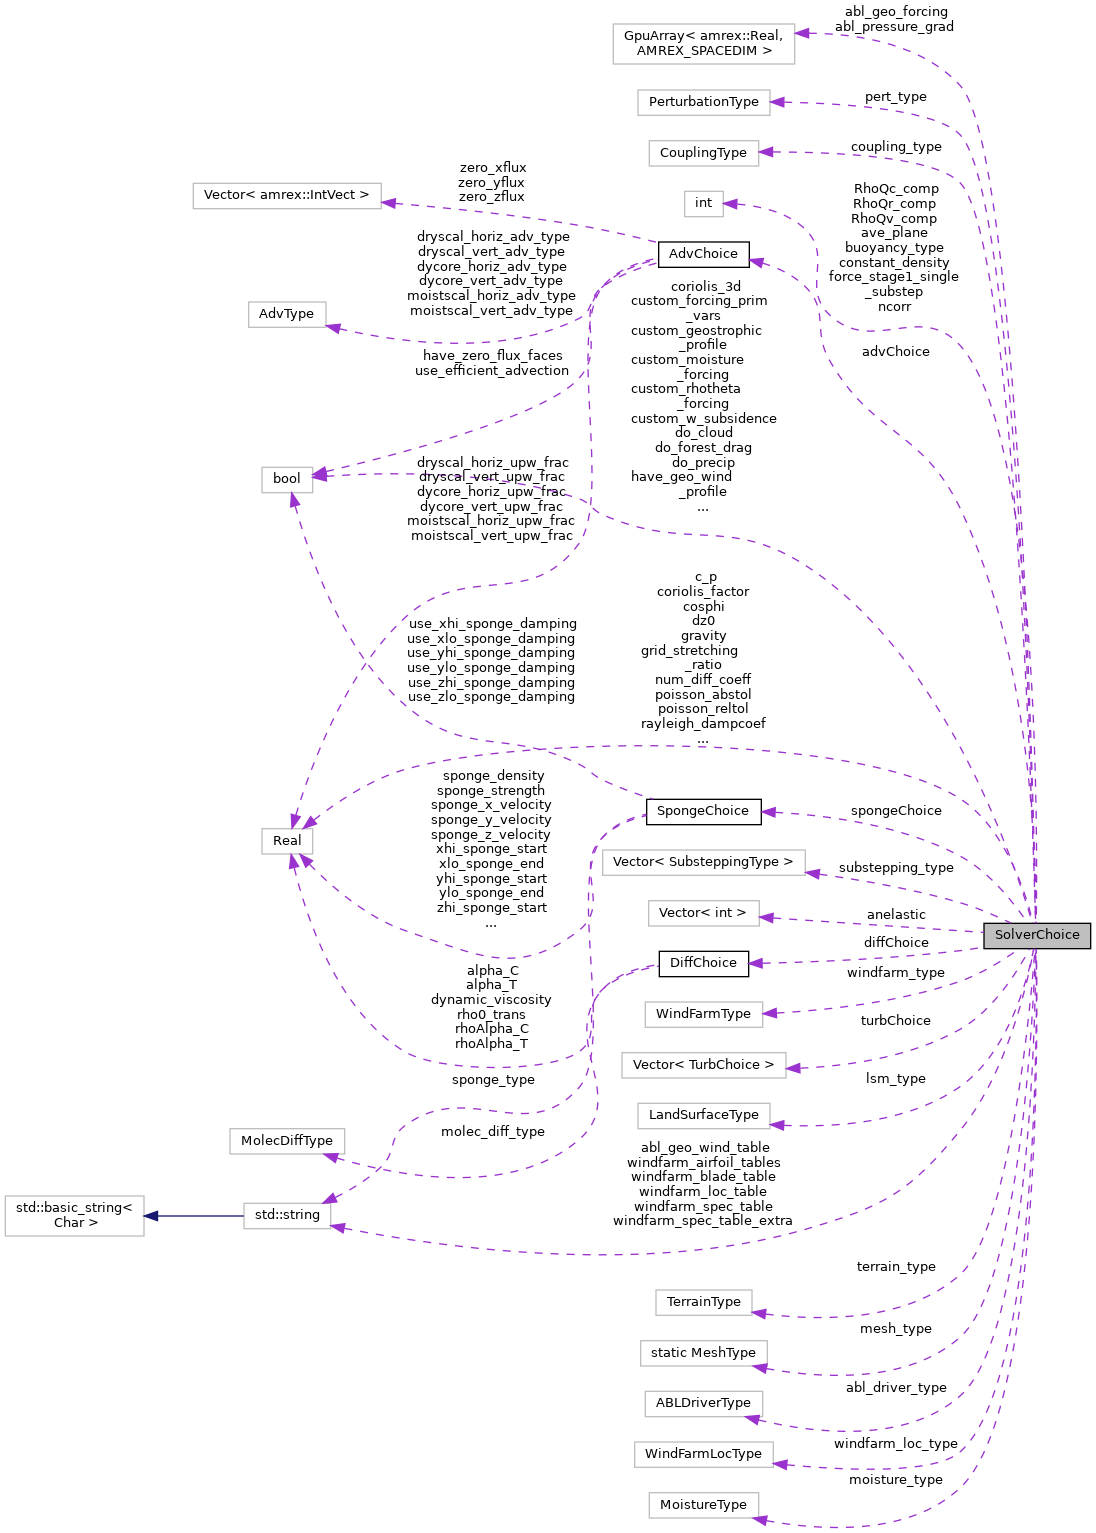 abl_geo_forcing
abl_pressure_grad
GpuArray< amrex::Real,
AMREX_SPACEDIM >
PerturbationType
pert_type
CouplingType
coupling_type
int
RhoQc_comp
RhoQr_comp
RhoQv_comp
ave_plane
buoyancy_type
constant_density
force_stage1_single
_substep
ncorr
zero_xflux
zero_yflux
zero_zflux
Vector< amrex::IntVect >
AdvChoice
advChoice
dryscal_horiz_adv_type
dryscal_vert_adv_type
dycore_horiz_adv_type
dycore_vert_adv_type
moistscal_horiz_adv_type
moistscal_vert_adv_type
AdvType
have_zero_flux_faces
use_efficient_advection
coriolis_3d
custom_forcing_prim
_vars
custom_geostrophic
_profile
custom_moisture
_forcing
custom_rhotheta
_forcing
custom_w_subsidence
do_cloud
do_forest_drag
do_precip
have_geo_wind
_profile
...
bool
dryscal_horiz_upw_frac
dryscal_vert_upw_frac
dycore_horiz_upw_frac
dycore_vert_upw_frac
moistscal_horiz_upw_frac
moistscal_vert_upw_frac
c_p
coriolis_factor
cosphi
dz0
gravity
grid_stretching
_ratio
num_diff_coeff
poisson_abstol
poisson_reltol
rayleigh_dampcoef
...
use_xhi_sponge_damping
use_xlo_sponge_damping
use_yhi_sponge_damping
use_ylo_sponge_damping
use_zhi_sponge_damping
use_zlo_sponge_damping
sponge_density
sponge_strength
sponge_x_velocity
sponge_y_velocity
sponge_z_velocity
xhi_sponge_start
xlo_sponge_end
yhi_sponge_start
ylo_sponge_end
zhi_sponge_start
...
Real
SpongeChoice
spongeChoice
Vector< SubsteppingType >
substepping_type
Vector< int >
anelastic
SolverChoice
DiffChoice
diffChoice
alpha_C
alpha_T
dynamic_viscosity
rho0_trans
rhoAlpha_C
rhoAlpha_T
WindFarmType
windfarm_type
Vector< TurbChoice >
turbChoice
sponge_type
LandSurfaceType
lsm_type
molec_diff_type
MolecDiffType
abl_geo_wind_table
windfarm_airfoil_tables
windfarm_blade_table
windfarm_loc_table
windfarm_spec_table
windfarm_spec_table_extra
std::basic_string<
Char >
std::string
TerrainType
terrain_type
static MeshType
mesh_type
ABLDriverType
abl_driver_type
WindFarmLocType
windfarm_loc_type
MoistureType
moisture_type